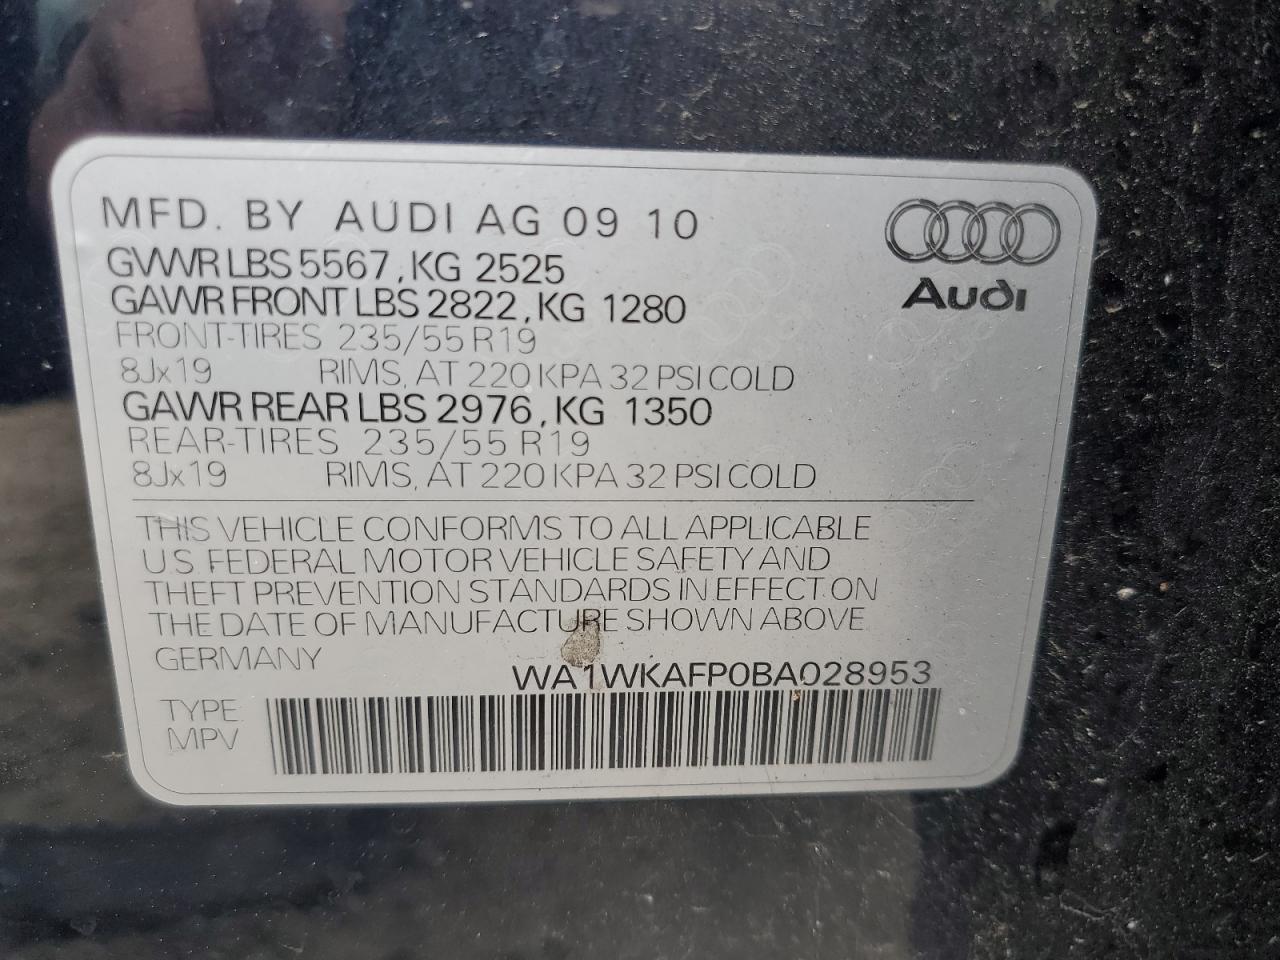 MFD. BY AUDI AG 09 10
GVWR LBS 5567, KG 2525
GAWR FRONT LBS 2822, KG 1280
FRONT-TIRES 235/55 R19
8Jx19 RIMS, AT 220 KPA 32 PSI COLD
GAWR REAR LBS 2976, KG 1350
REAR-TIRES 235/55 R19
8Jx19 RIMS, AT 220 KPA 32 PSI COLD
Audi
THIS VEHICLE CONFORMS TO ALL APPLICABLE
U.S. FEDERAL MOTOR VEHICLE SAFETY AND
THEFT PREVENTION STANDARDS IN EFFECT ON
THE DATE OF MANUFACTURE SHOWN ABOVE
GERMANY WA1WKAFP0BA028953
TYPE:
MPV